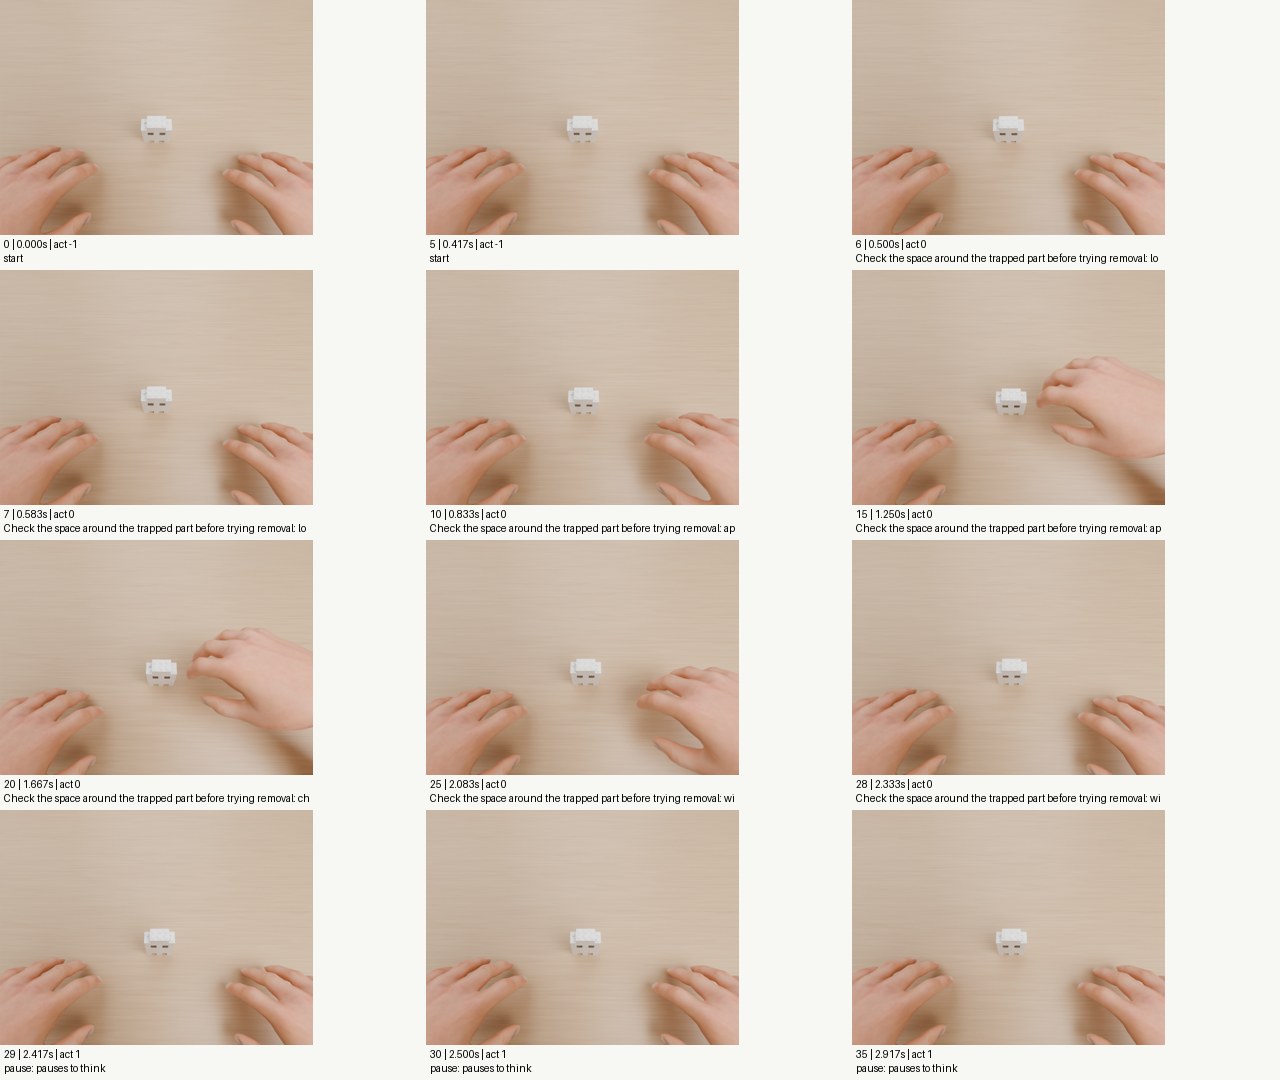 0 | 0.000s | act -1
start
5 | 0.417s | act -1
start
6 | 0.500s | act 0
Check the space around the trapped part before trying removal: lo
7 | 0.583s | act 0
Check the space around the trapped part before trying removal: lo
10 | 0.833s | act 0
Check the space around the trapped part before trying removal: ap
15 | 1.250s | act 0
Check the space around the trapped part before trying removal: ap
20 | 1.667s | act 0
Check the space around the trapped part before trying removal: ch
25 | 2.083s | act 0
Check the space around the trapped part before trying removal: wi
28 | 2.333s | act 0
Check the space around the trapped part before trying removal: wi
29 | 2.417s | act 1
pause: pauses to think
30 | 2.500s | act 1
pause: pauses to think
35 | 2.917s | act 1
pause: pauses to think